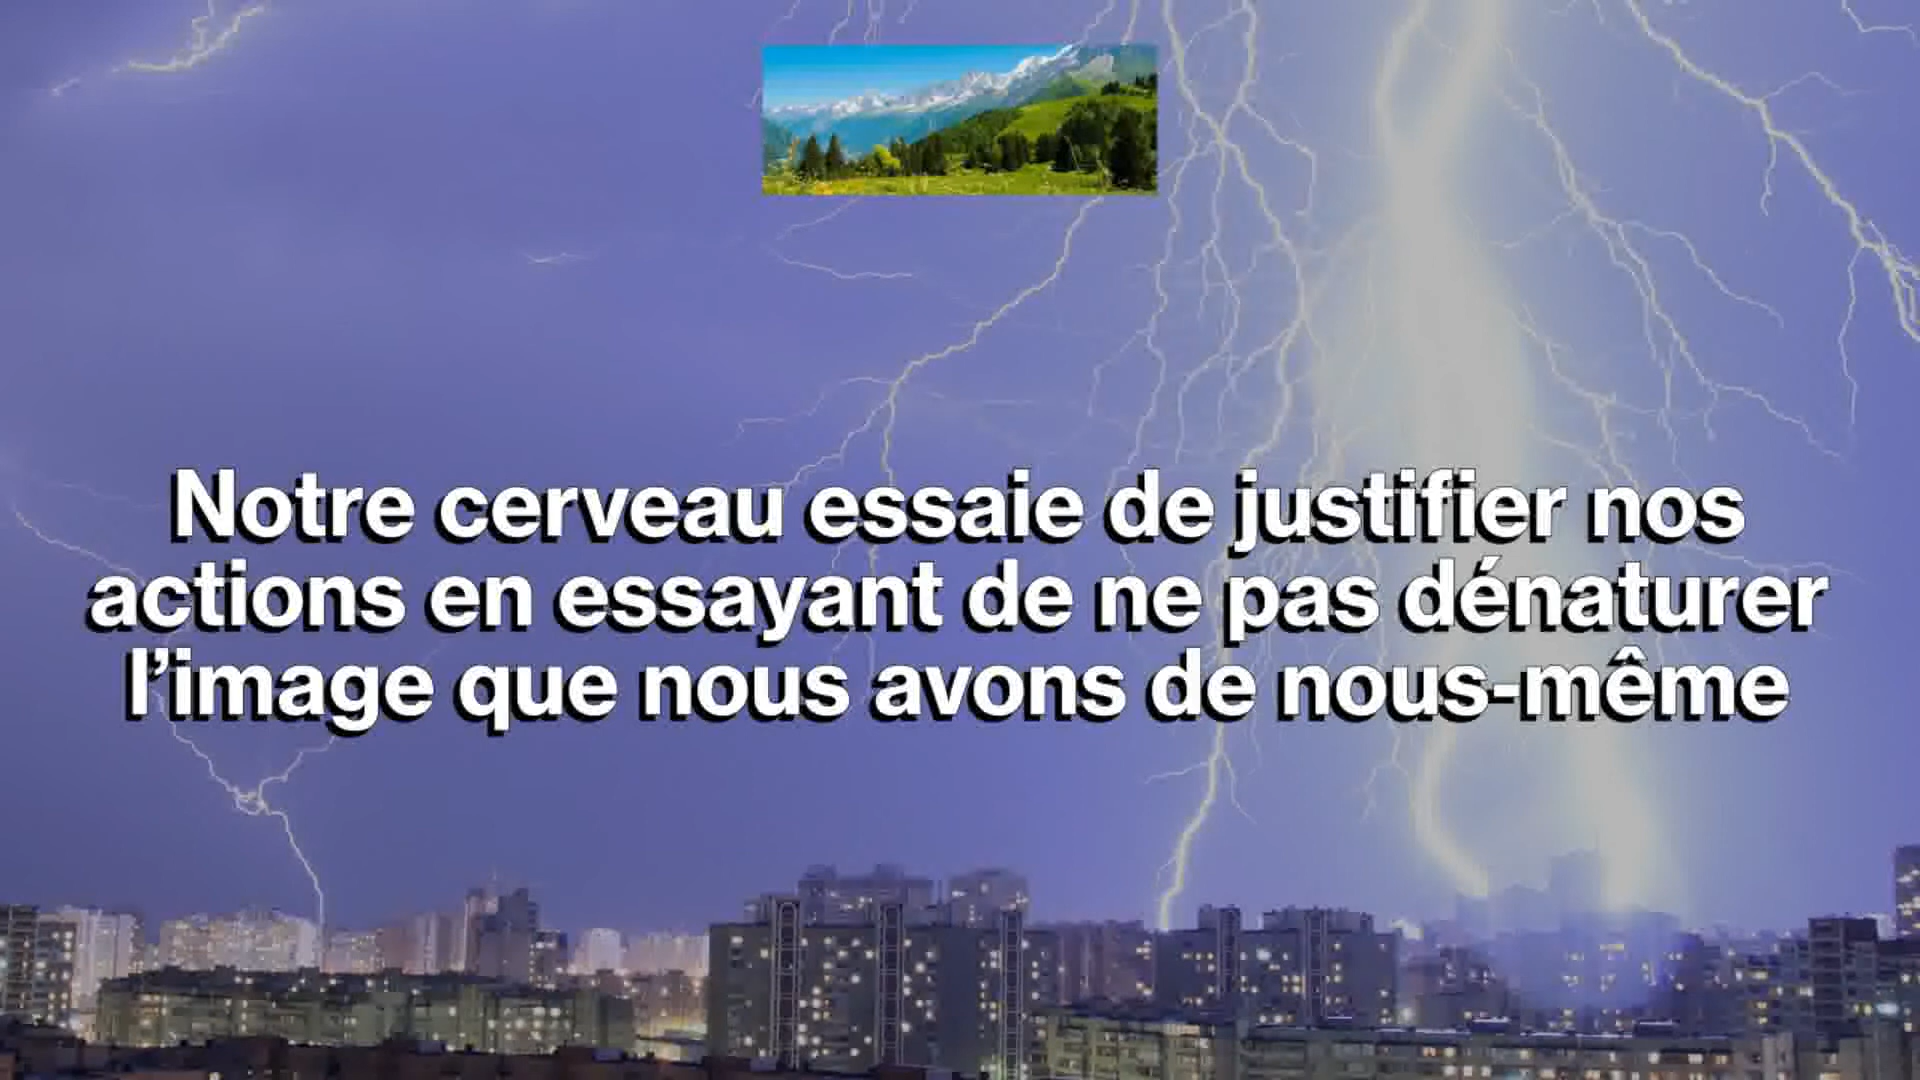 Notre cerveau essaie de justifier nos
actions en essayant de ne pas dénaturer
l’image que nous avons de nous-même